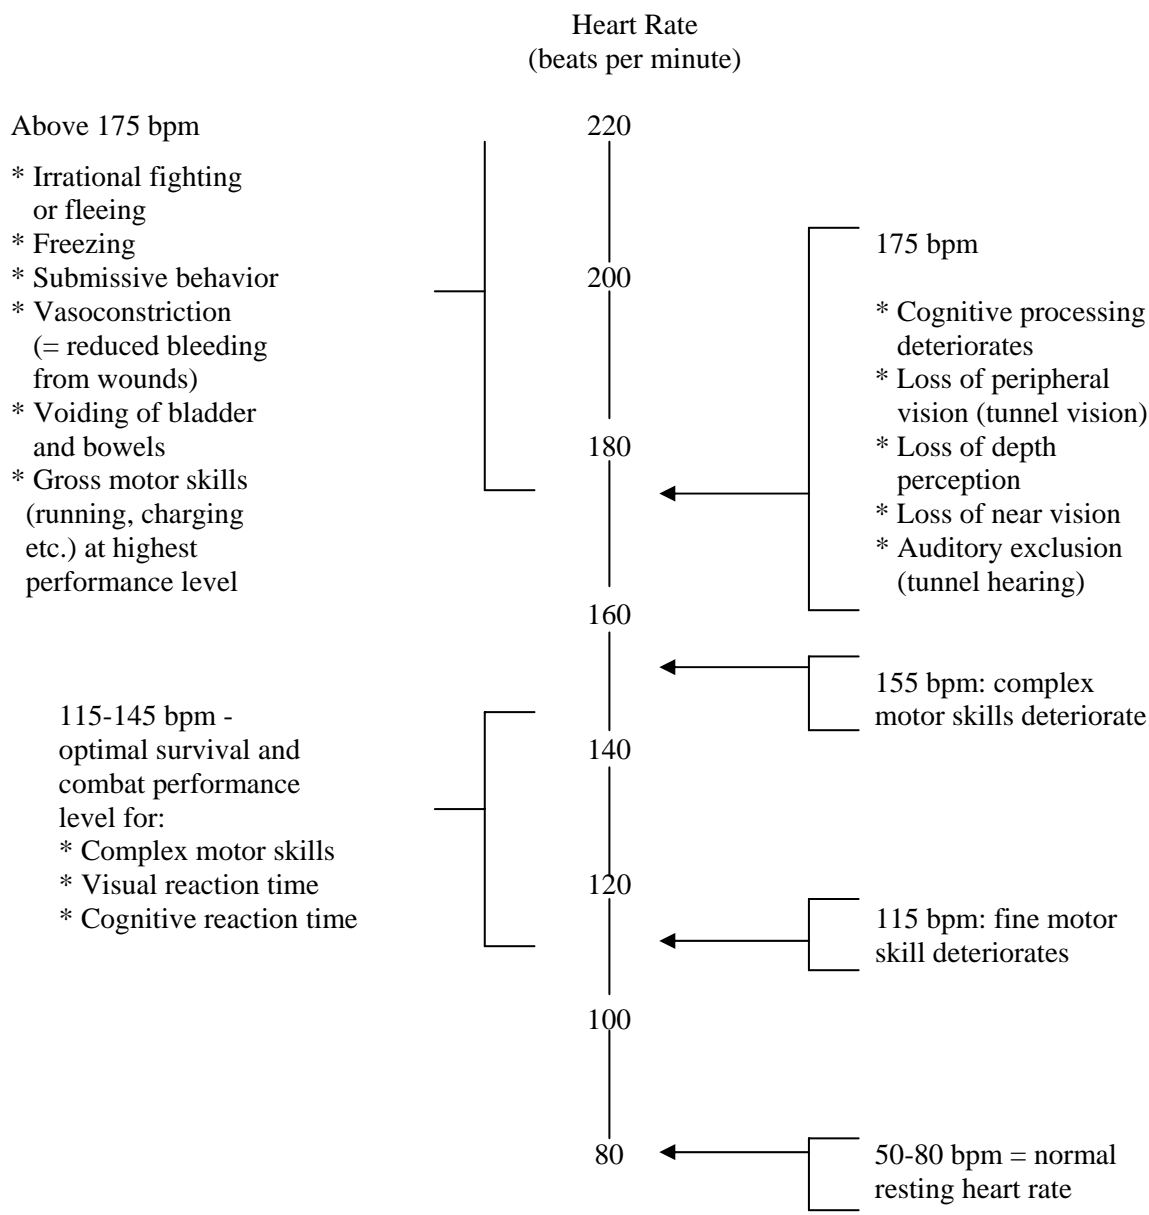 Heart Rate
(beats per minute)
Above 175 bpm
* Irrational fighting
or fleeing
* Freezing
* Submissive behavior
* Vasoconstriction
(= reduced bleeding
from wounds)
* Voiding of bladder
and bowels
* Gross motor skills
(running, charging
etc.) at highest
performance level
115-145 bpm -
optimal survival and
combat performance
level for:
* Complex motor skills
* Visual reaction time
* Cognitive reaction time
220
200
180
160
140
120
100
80
175 bpm
* Cognitive processing
deteriorates
* Loss of peripheral
vision (tunnel vision)
* Loss of depth
perception
* Loss of near vision
* Auditory exclusion
(tunnel hearing)
155 bpm: complex
motor skills deteriorate
115 bpm: fine motor
skill deteriorates
50-80 bpm = normal
resting heart rate